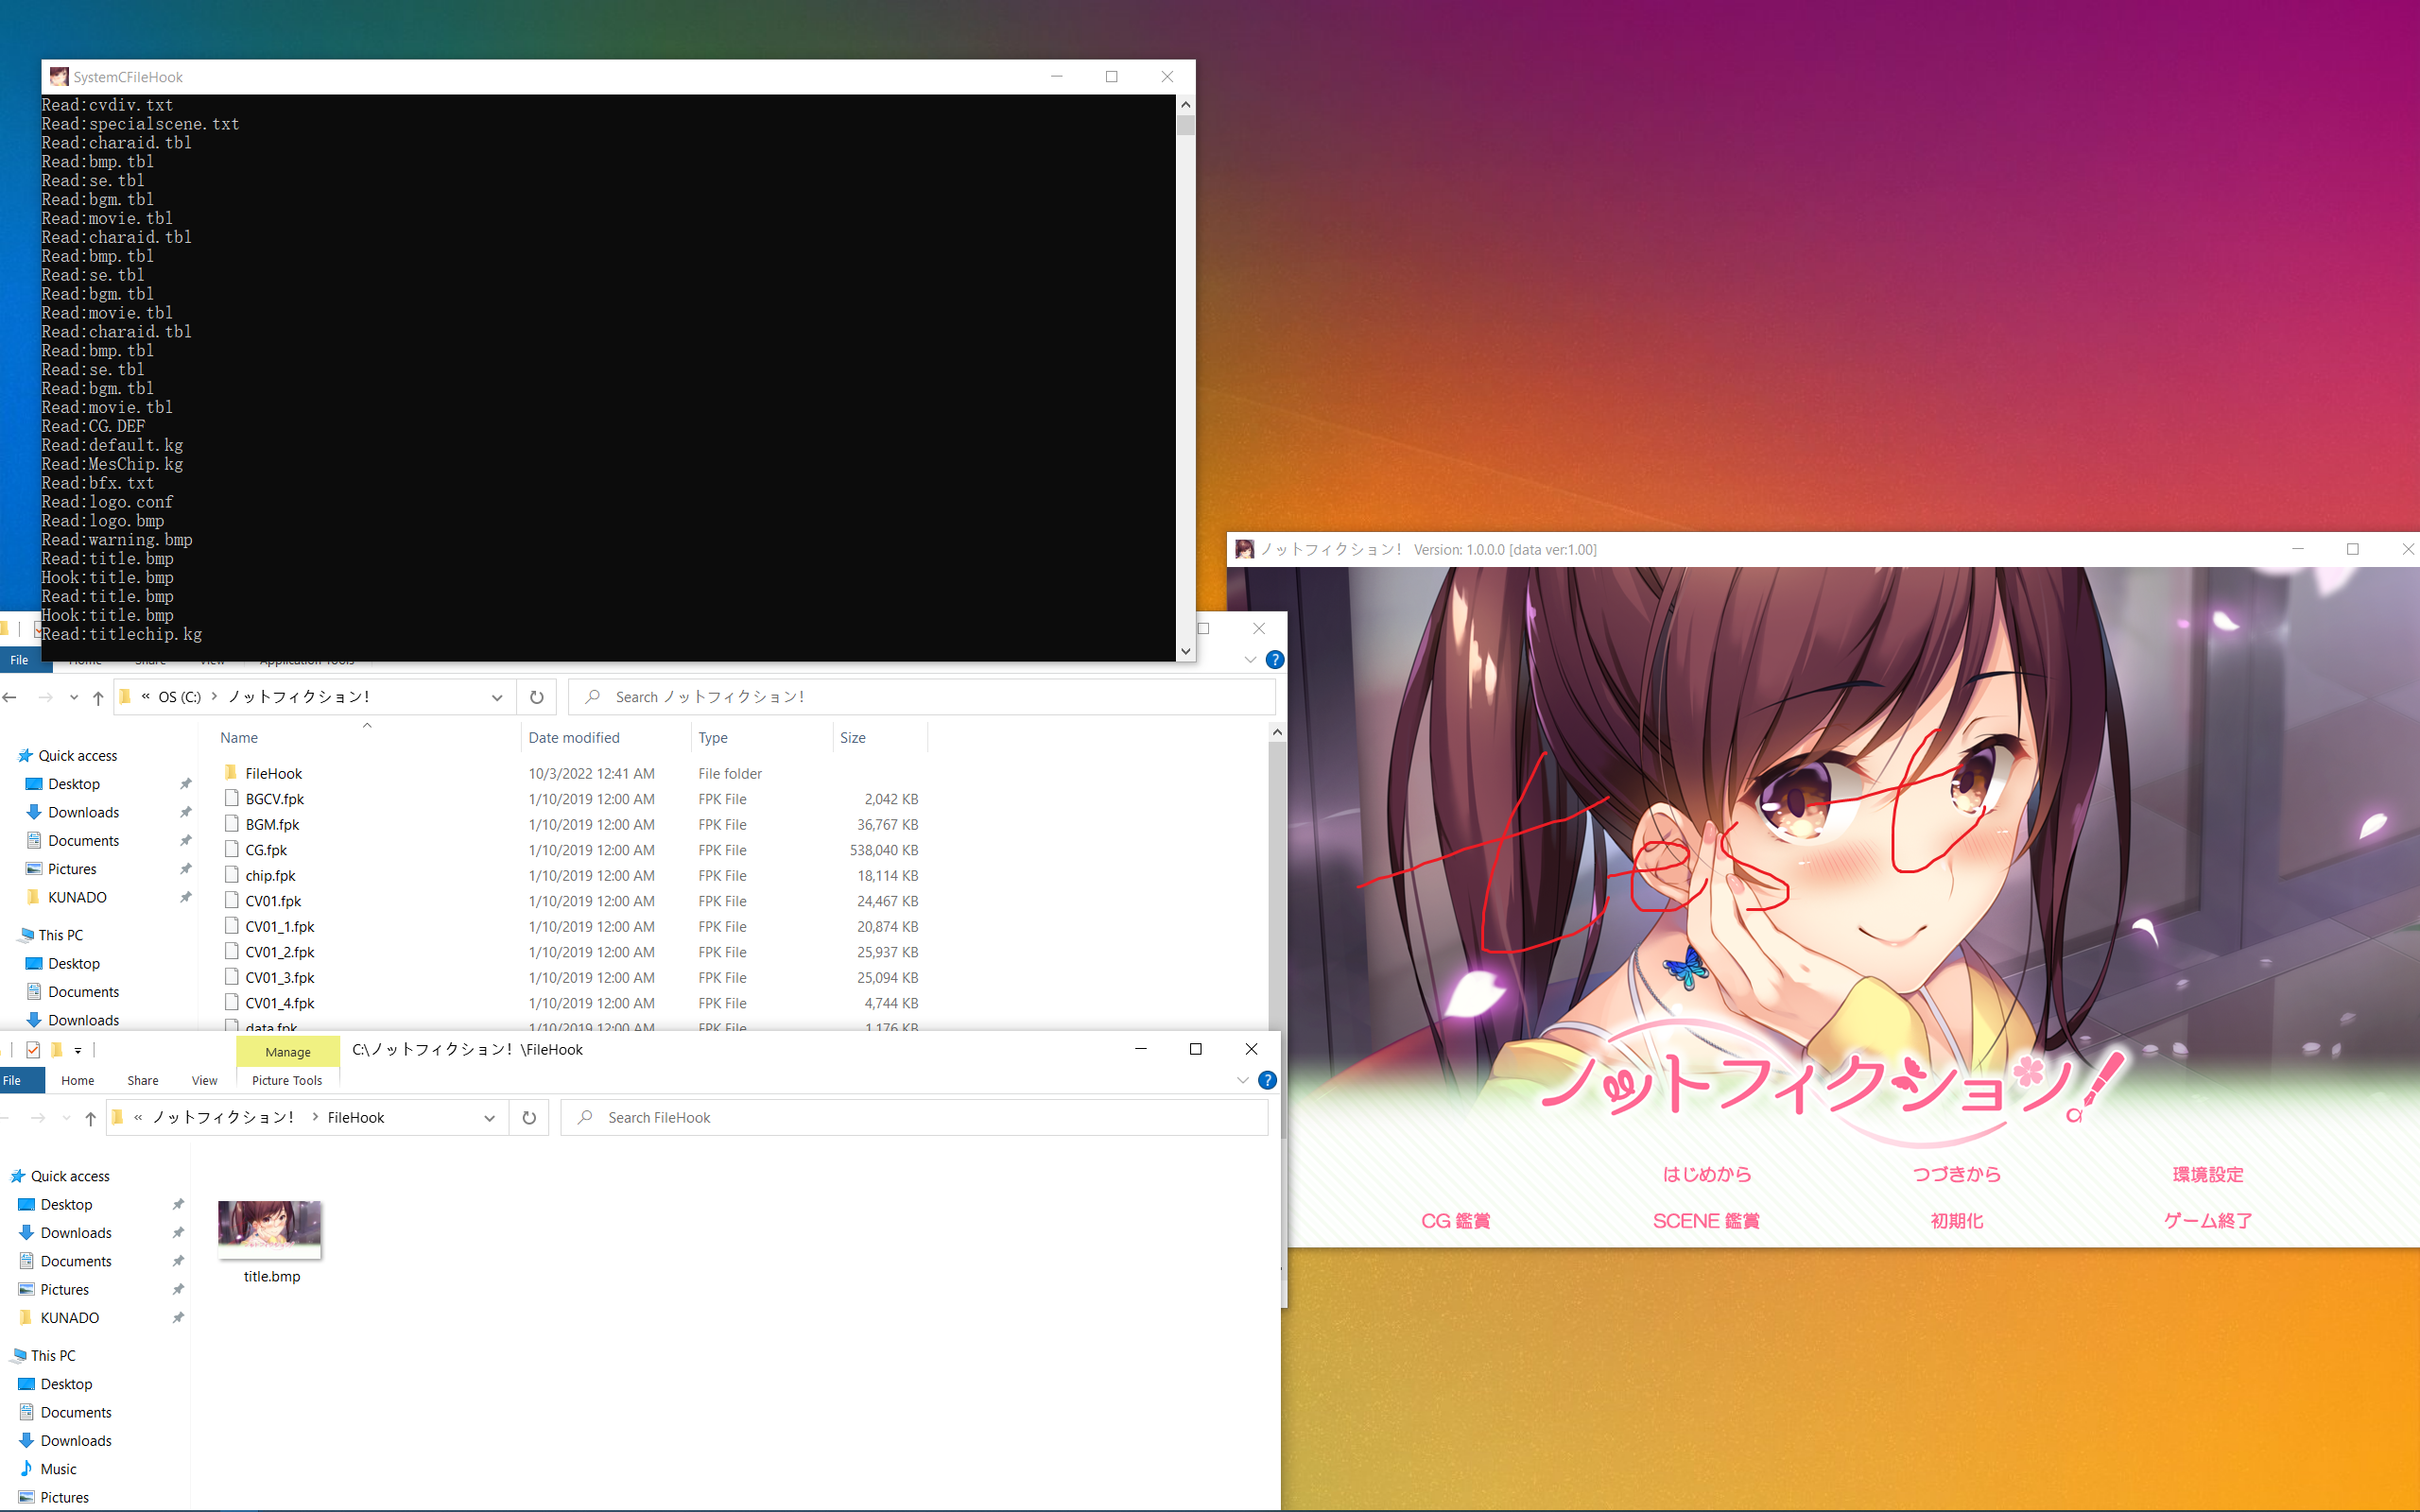 SystemCFileHook
Read:cvdiv.txt
Read:specialscene.txt
Read:charaid.tbl
Read:bmp.tbl
Read:se.tbl
Read:bgm.tbl
Read:movie.tbl
Read:charaid.tbl
Read:bmp.tbl
Read:se.tbl
Read:bgm.tbl
Read:movie.tbl
Read:charaid.tbl
Read:bmp.tbl
Read:se.tbl
Read:bgm.tbl
Read:movie.tbl
Read:CG.DEF
Read:default.kg
Read:MesChip.kg
Read:bfx.txt
Read:logo.conf
Read:logo.bmp
Read:warning.bmp
Read:title.bmp
Hook:title.bmp
Read:title.bmp
Hook:title.bmp
Read:titlechip.kg
File Home Share View Application Tools
« OS (C:) › ノットフィクション!
Search ノットフィクション!
Name Date modified Type Size
FileHook 10/3/2022 12:41 AM File folder
BGCV.fpk 1/10/2019 12:00 AM FPK File 2,042 KB
BGM.fpk 1/10/2019 12:00 AM FPK File 36,767 KB
CG.fpk 1/10/2019 12:00 AM FPK File 538,040 KB
chip.fpk 1/10/2019 12:00 AM FPK File 18,114 KB
CV01.fpk 1/10/2019 12:00 AM FPK File 24,467 KB
CV01_1.fpk 1/10/2019 12:00 AM FPK File 20,874 KB
CV01_2.fpk 1/10/2019 12:00 AM FPK File 25,937 KB
CV01_3.fpk 1/10/2019 12:00 AM FPK File 25,094 KB
CV01_4.fpk 1/10/2019 12:00 AM FPK File 4,744 KB
data.fpk 1/10/2019 12:00 AM FPK File 1,176 KB
Quick access
Desktop
Downloads
Documents
Pictures
KUNADO
This PC
Desktop
Documents
Downloads
Manage C:\ノットフィクション!\FileHook
File Home Share View Picture Tools
« ノットフィクション! › FileHook
Search FileHook
Quick access
Desktop
Downloads
Documents
Pictures
KUNADO
This PC
Desktop
Documents
Downloads
Music
Pictures
title.bmp
ノットフィクション! Version: 1.0.0.0 [data ver:1.00]
test
ノットフィクション!α
はじめから つづきから 環境設定
CG 鑑賞 SCENE 鑑賞 初期化 ゲーム終了